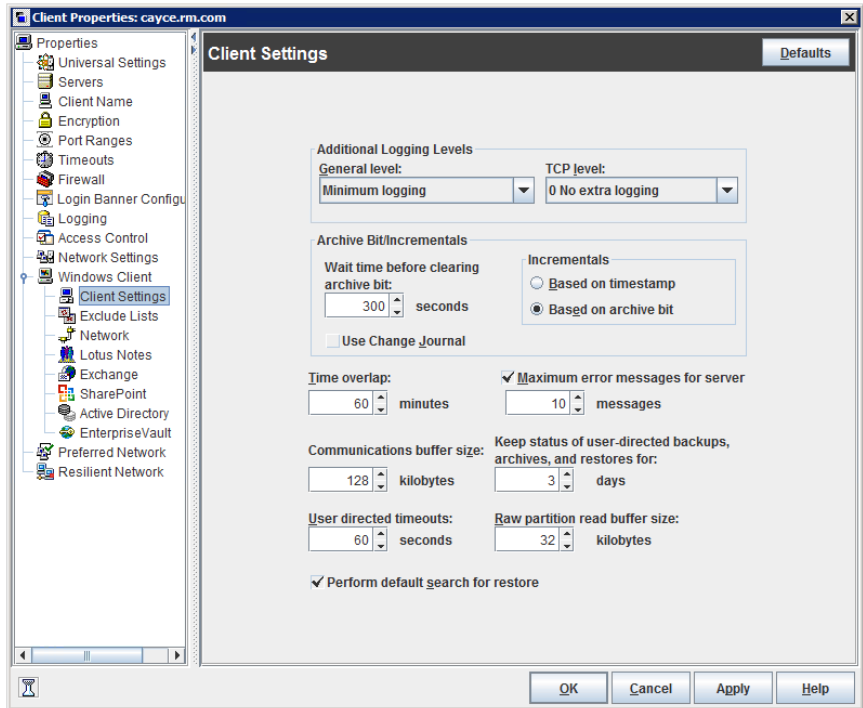 Client Properties: cayce.rm.com
Properties
Universal Settings
Servers
Client Name
Encryption
Port Ranges
Timeouts
Firewall
Login Banner Configu
Logging
Access Control
Network Settings
Windows Client
Client Settings
Exclude Lists
Network
Lotus Notes
Exchange
SharePoint
Active Directory
EnterpriseVault
Preferred Network
Resilient Network
Client Settings
Defaults
Additional Logging Levels
General level: TCP level:
Minimum logging 0 No extra logging
Archive Bit/Incrementals
Wait time before clearing
archive bit:
300 seconds
Incrementals
Based on timestamp
Based on archive bit
Use Change Journal
Time overlap: Maximum error messages for server
60 minutes 10 messages
Communications buffer size: Keep status of user-directed backups,
archives, and restores for:
128 kilobytes 3 days
User directed timeouts: Raw partition read buffer size:
60 seconds 32 kilobytes
Perform default search for restore
OK Cancel Apply Help